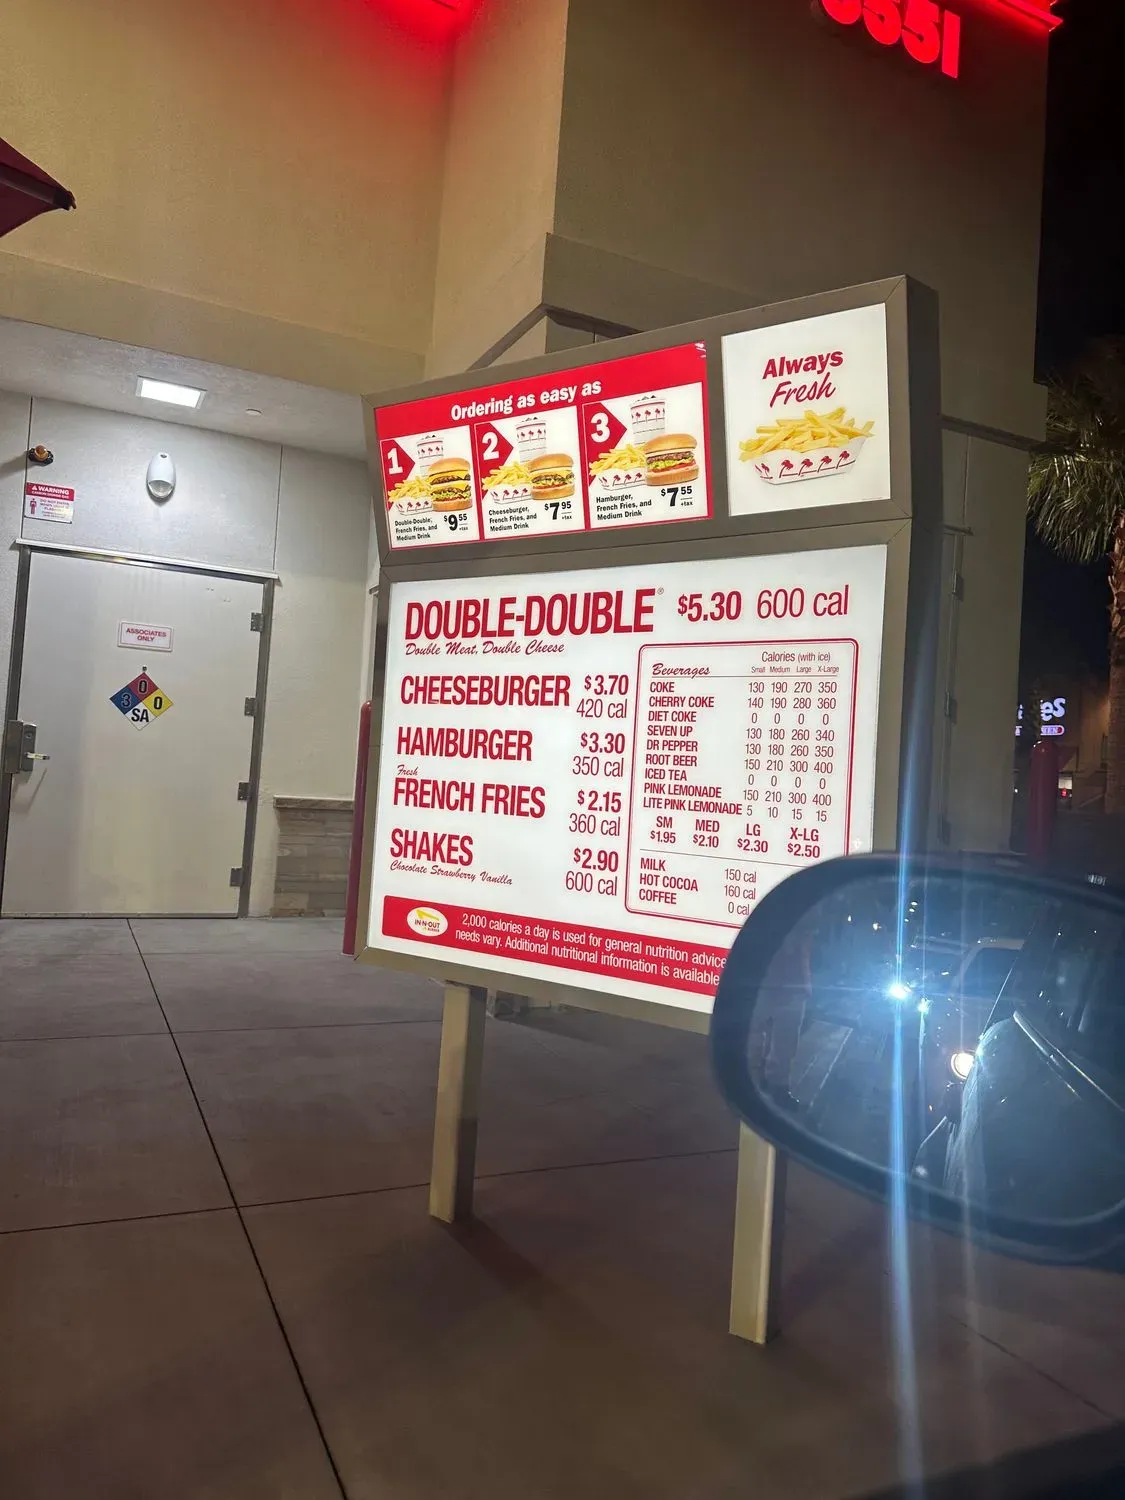 3551
WARNING
ASSOCIATES
ONLY
0
3
0
SA
Ordering as easy as
1
Double-Double,
French Fries, and
Medium Drink
$9 55
+tax
2
Cheeseburger,
French Fries, and
Medium Drink
$7 95
+tax
3
Hamburger,
French Fries, and
Medium Drink
$7 55
+tax
Always
Fresh
DOUBLE-DOUBLE® $5.30 600 cal
Double Meat, Double Cheese
CHEESEBURGER $3.70
420 cal
HAMBURGER $3.30
350 cal
Fresh
FRENCH FRIES $2.15
360 cal
SHAKES $2.90
Chocolate Strawberry Vanilla 600 cal
Calories (with ice)
Beverages Small Medium Large X-Large
COKE 130 190 270 350
CHERRY COKE 140 190 280 360
DIET COKE 0 0 0 0
SEVEN UP 130 180 260 340
DR PEPPER 130 180 260 350
ROOT BEER 150 210 300 400
ICED TEA 0 0 0 0
PINK LEMONADE 150 210 300 400
LITE PINK LEMONADE 5 10 15 15
SM MED LG X-LG
$1.95 $2.10 $2.30 $2.50
MILK 150 cal
HOT COCOA 160 cal
COFFEE 0 cal
IN-N-OUT
BURGER
2,000 calories a day is used for general nutrition advice
needs vary. Additional nutritional information is available